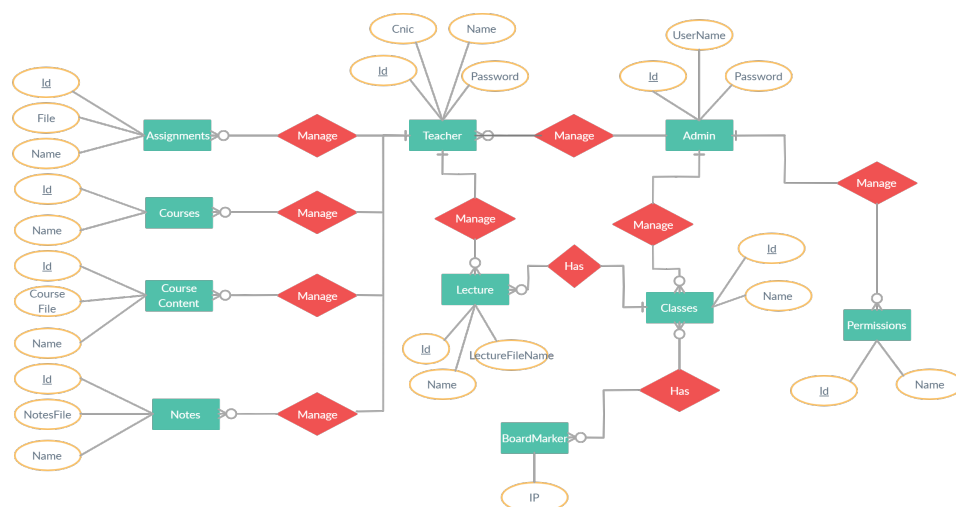 Cnic
Name
UserName
Id
Password
Id
Password
Id
File
Name
Assignments
Manage
Teacher
Manage
Admin
Id
Name
Courses
Manage
Manage
Manage
Manage
Id
Course
File
Name
Course
Content
Manage
Has
Id
Name
Lecture
Classes
Permissions
Id
Name
LectureFileName
Id
Name
Id
NotesFile
Name
Notes
Manage
Has
BoardMarker
IP